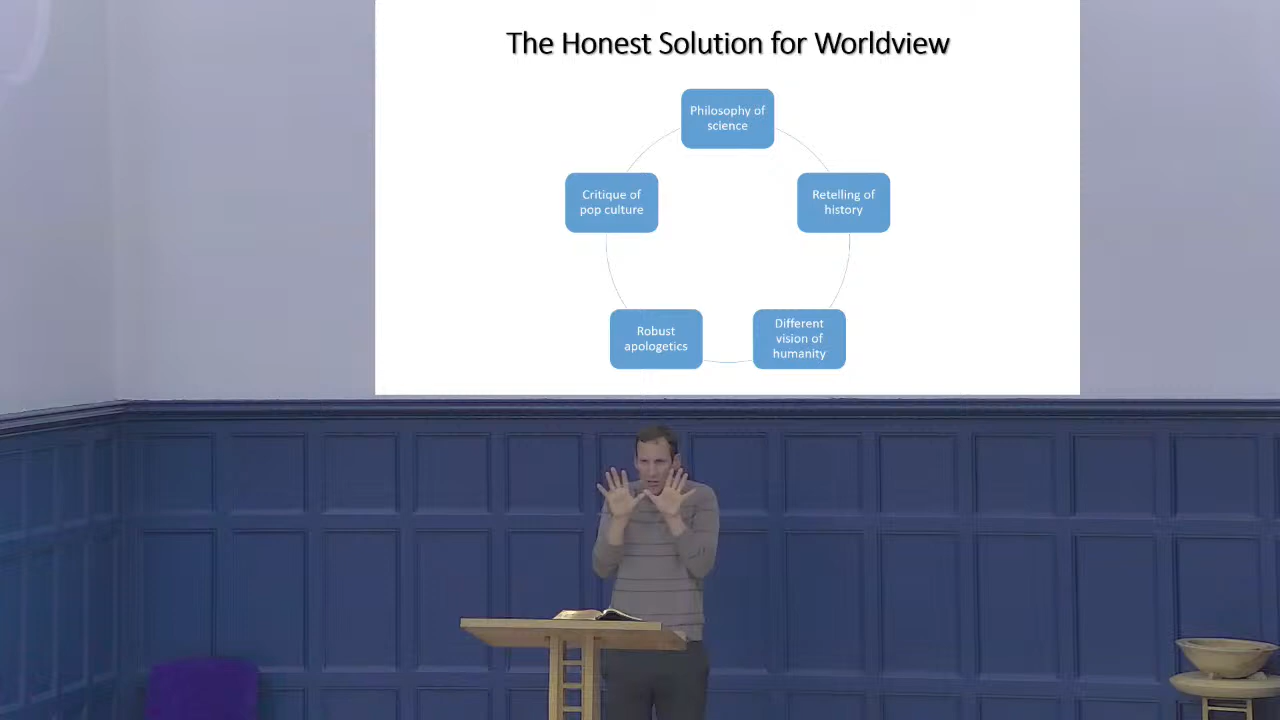 The Honest Solution for Worldview
Philosophy of
science
Critique of
pop culture
Retelling of
history
Robust
apologetics
Different
vision of
humanity